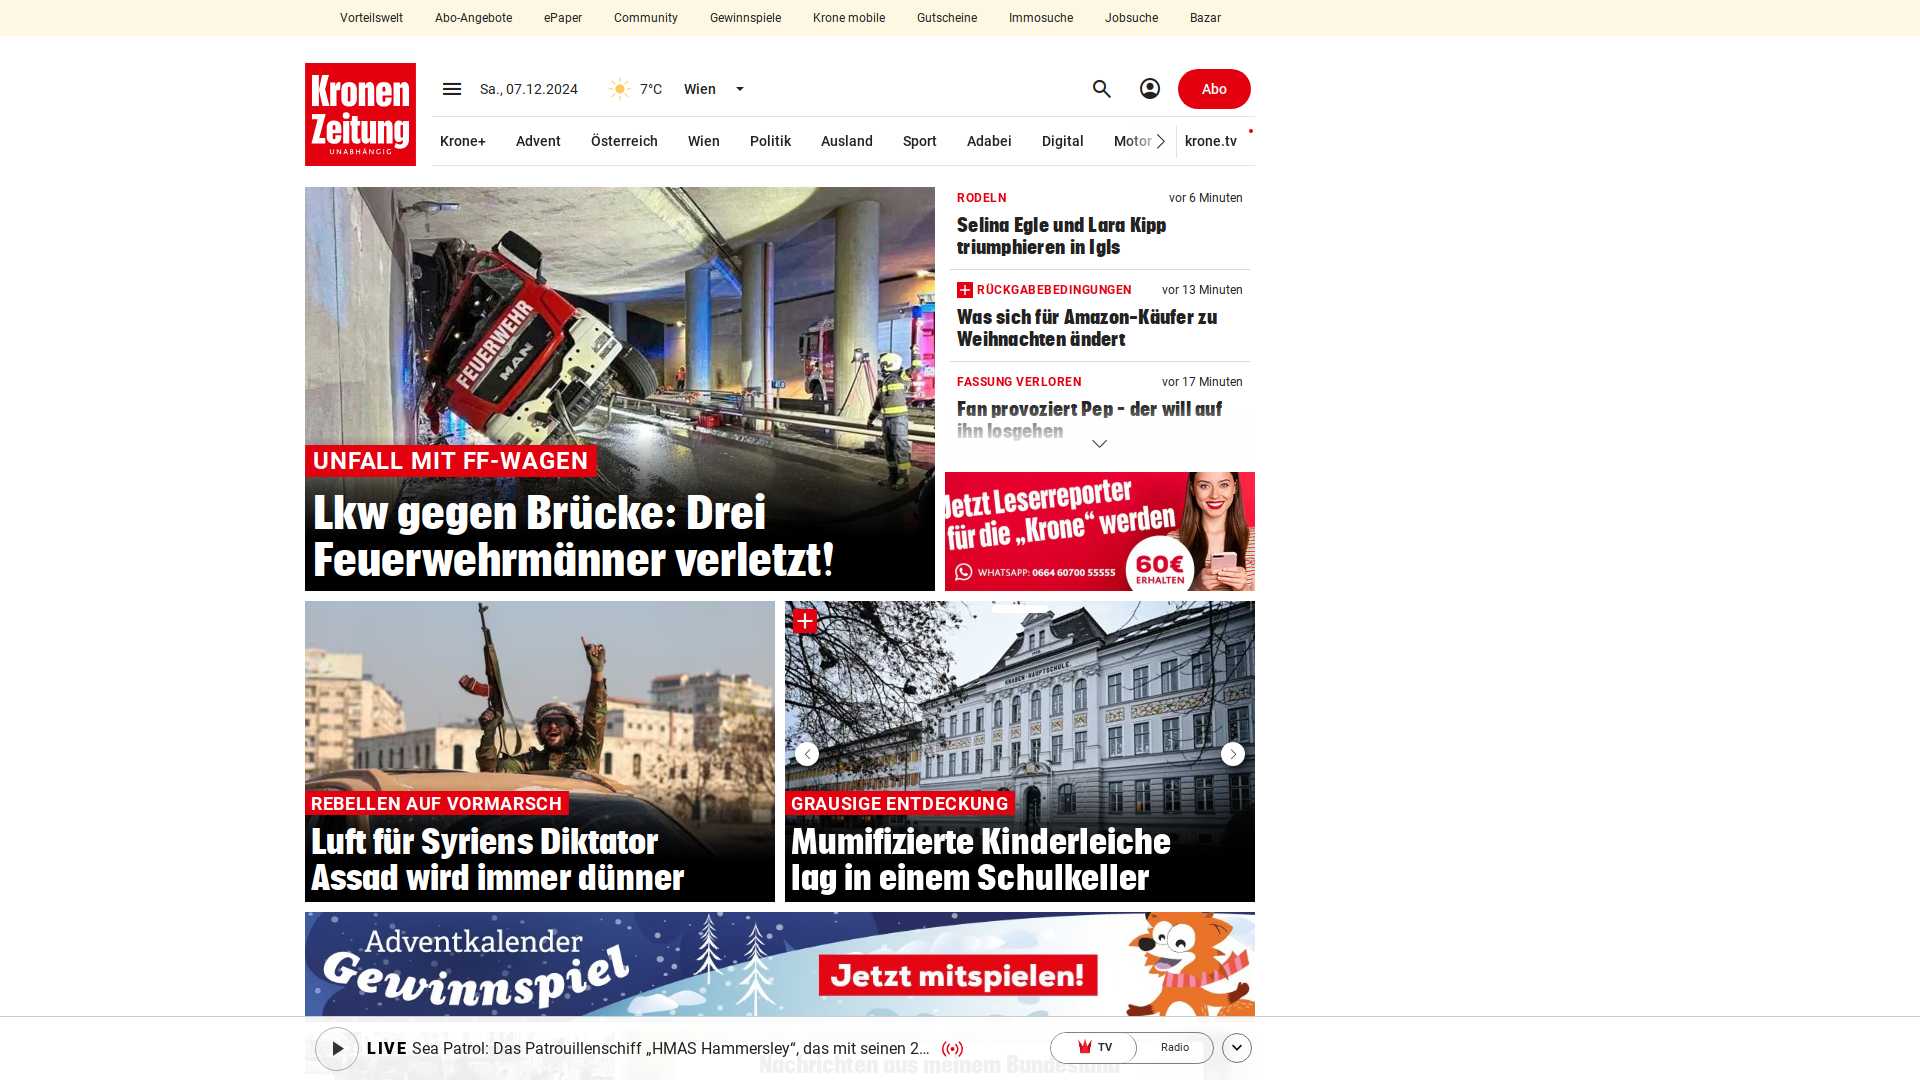 Vorteilswelt Abo-Angebote ePaper Community Gewinnspiele Krone mobile Gutscheine Immosuche Jobsuche Bazar
Kronen
Zeitung
UNABHÄNGIG
Sa., 07.12.2024 7°C Wien Abo
Krone+ Advent Österreich Wien Politik Ausland Sport Adabei Digital Motor krone.tv
FEUERWEHR
MAN
UNFALL MIT FF-WAGEN
Lkw gegen Brücke: Drei
Feuerwehrmänner verletzt!
RODELN vor 6 Minuten
Selina Egle und Lara Kipp
triumphieren in Igls
RÜCKGABEBEDINGUNGEN vor 13 Minuten
Was sich für Amazon-Käufer zu
Weihnachten ändert
FASSUNG VERLOREN vor 17 Minuten
Fan provoziert Pep - der will auf
ihn losgehen
Jetzt Leserreporter
für die „Krone“ werden
WHATSAPP: 0664 60700 55555
60€
ERHALTEN
REBELLEN AUF VORMARSCH
Luft für Syriens Diktator
Assad wird immer dünner
KNABEN-HAUPTSCHULE
GRAUSIGE ENTDECKUNG
Mumifizierte Kinderleiche
lag in einem Schulkeller
Adventkalender
Gewinnspiel
Jetzt mitspielen!
LIVE Sea Patrol: Das Patrouillenschiff „HMAS Hammersley“, das mit seinen 2... TV Radio
Nachrichten aus meinem Bundesland